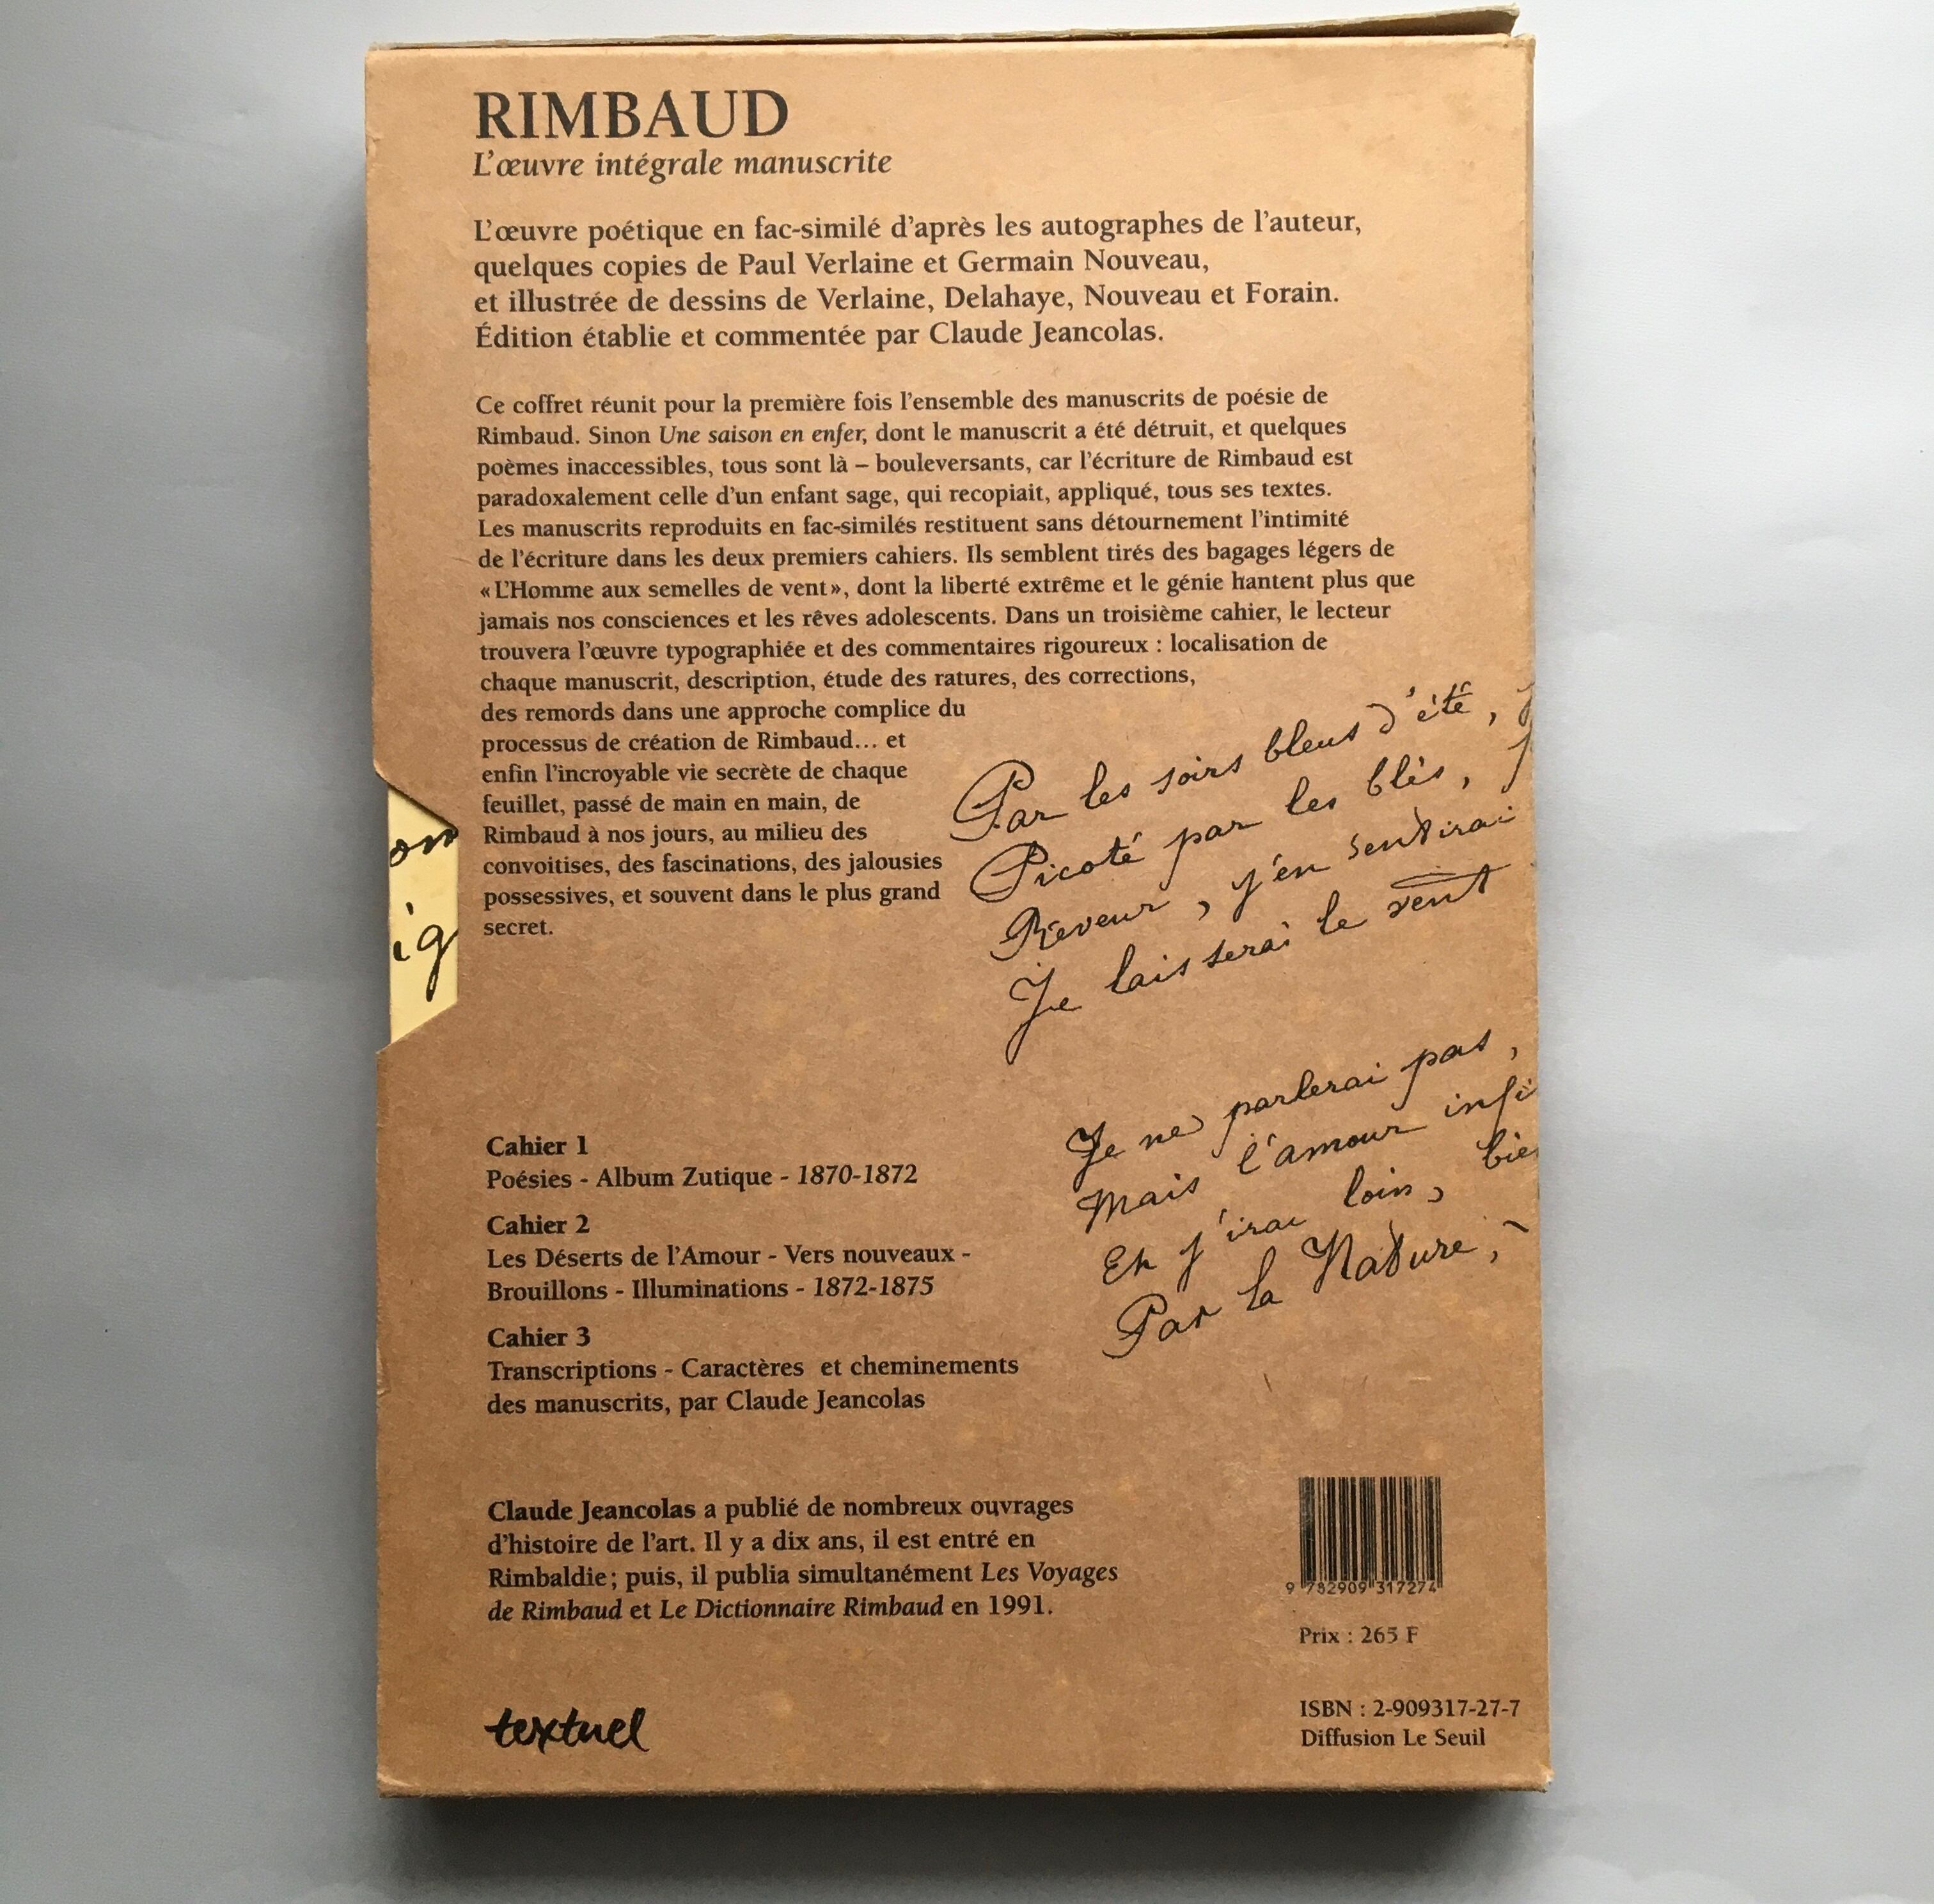 RIMBAUD
L'œuvre intégrale manuscrite
L'œuvre poétique en fac-similé d'après les autographes de l'auteur,
quelques copies de Paul Verlaine et Germain Nouveau,
et illustrée de dessins de Verlaine, Delahaye, Nouveau et Forain.
Édition établie et commentée par Claude Jeancolas.
Ce coffret réunit pour la première fois l'ensemble des manuscrits de poésie de
Rimbaud. Sinon Une saison en enfer, dont le manuscrit a été détruit, et quelques
poèmes inaccessibles, tous sont là – bouleversants, car l'écriture de Rimbaud est
paradoxalement celle d'un enfant sage, qui recopiait, appliqué, tous ses textes.
Les manuscrits reproduits en fac-similés restituent sans détournement l'intimité
de l'écriture dans les deux premiers cahiers. Ils semblent tirés des bagages légers de
«L'Homme aux semelles de vent», dont la liberté extrême et le génie hantent plus que
jamais nos consciences et les rêves adolescents. Dans un troisième cahier, le lecteur
trouvera l'œuvre typographiée et des commentaires rigoureux : localisation de
chaque manuscrit, description, étude des ratures, des corrections,
des remords dans une approche complice du
processus de création de Rimbaud... et
enfin l'incroyable vie secrète de chaque
feuillet, passé de main en main, de
Rimbaud à nos jours, au milieu des
convoitises, des fascinations, des jalousies
possessives, et souvent dans le plus grand
secret.
om
ig
Par les soirs bleus d'été,
Picoté par les blés,
Rêveur, j'en sentirai
Je laisserai le vent
Je ne parlerai pas,
Mais l'amour infi
Et j'irai loin, bie
Par la Nature,
Cahier 1
Poésies - Album Zutique - 1870-1872
Cahier 2
Les Déserts de l'Amour - Vers nouveaux -
Brouillons - Illuminations - 1872-1875
Cahier 3
Transcriptions - Caractères et cheminements
des manuscrits, par Claude Jeancolas
Claude Jeancolas a publié de nombreux ouvrages
d'histoire de l'art. Il y a dix ans, il est entré en
Rimbaldie; puis, il publia simultanément Les Voyages
de Rimbaud et Le Dictionnaire Rimbaud en 1991.
9 782909 317274
Prix : 265 F
textuel
ISBN : 2-909317-27-7
Diffusion Le Seuil